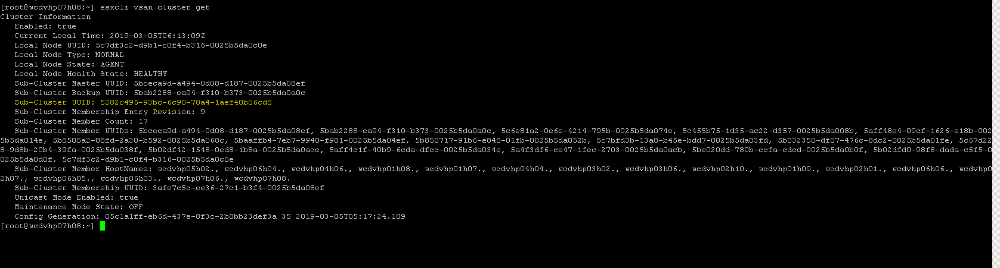 [root@wcdvhp07h08:~] esxcli vsan cluster get
Cluster Information
Enabled: true
Current Local Time: 2019-03-05T06:13:09Z
Local Node UUID: 5c7df3c2-d9b1-c0f4-b316-0025b5da0c0e
Local Node Type: NORMAL
Local Node State: AGENT
Local Node Health State: HEALTHY
Sub-Cluster Master UUID: 5bceca9d-a494-0d08-d187-0025b5da08ef
Sub-Cluster Backup UUID: 5bab2288-ea94-f310-b373-0025b5da0a0c
Sub-Cluster UUID: 5282c496-93bc-6c90-78a4-1aef40b06cd8
Sub-Cluster Membership Entry Revision: 9
Sub-Cluster Member Count: 17
Sub-Cluster Member UUIDs: 5bceca9d-a494-0d08-d187-0025b5da08ef, 5bab2288-ea94-f310-b373-0025b5da0a0c, 5c6e81a2-0e6e-4214-795b-0025b5da074e, 5c455b75-1d35-ac22-d357-0025b5da008b, 5aff48e4-09cf-1626-e18b-002
5b5da014e, 5b8505a2-88fd-2a30-b592-0025b5da068c, 5baaffb4-7eb7-9940-f981-0025b5da04ef, 5b850717-91b6-e848-01fb-0025b5da052b, 5c7bfd3b-13a8-b45e-bdd7-0025b5da03fd, 5b032350-df07-476c-8dc2-0025b5da01fe, 5c67d22
8-9d8b-20b4-39fa-0025b5da038f, 5b02df42-1548-0ed8-1b8a-0025b5da0ace, 5aff4c1f-40b9-6cda-dfcc-0025b5da034e, 5a4f3df6-ce47-1fec-2703-0025b5da0acb, 5be020dd-780b-ccfa-cdcd-0025b5da0b0f, 5b02dfd0-98f8-dada-c5f5-0
025b5da0d0f, 5c7df3c2-d9b1-c0f4-b316-0025b5da0c0e
Sub-Cluster Member HostNames: wcdvhp05h02., wcdvhp06h04., wcdvhp04h06., wcdvhp01h08., wcdvhp01h07., wcdvhp04h04., wcdvhp03h02., wcdvhp03h06., wcdvhp02h10., wcdvhp01h09., wcdvhp02h01., wcdvhp06h06., wcdvhp0
2h07., wcdvhp06h05., wcdvhp06h03., wcdvhp07h06., wcdvhp07h08.
Sub-Cluster Membership UUID: 3afe7c5c-ee36-27c1-b3f4-0025b5da08ef
Unicast Mode Enabled: true
Maintenance Mode State: OFF
Config Generation: 05c1a1ff-eb6d-437e-8f3c-2b8bb23def3a 35 2019-03-05T05:17:24.109
[root@wcdvhp07h08:~]